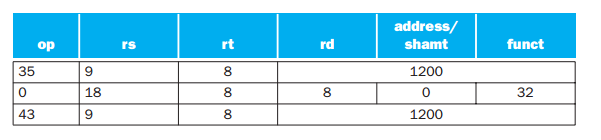 op rs rt rd address/ shamt funct
35 9 8 1200
0 18 8 8 0 32
43 9 8 1200